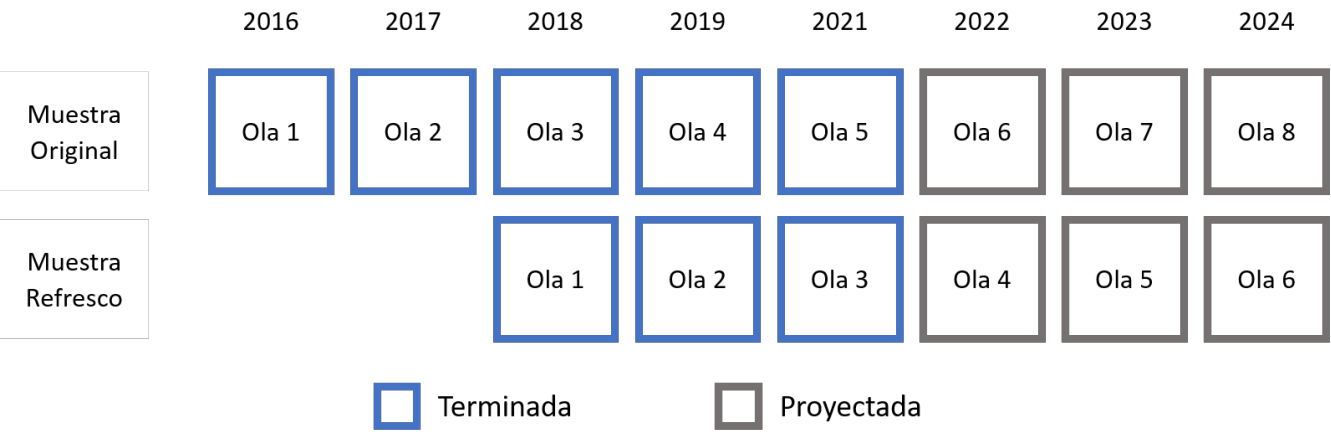 2016 2017 2018 2019 2021 2022 2023 2024
Muestra
Original
Ola 1 Ola 2 Ola 3 Ola 4 Ola 5 Ola 6 Ola 7 Ola 8
Muestra
Refresco
Ola 1 Ola 2 Ola 3 Ola 4 Ola 5 Ola 6
Terminada Proyectada